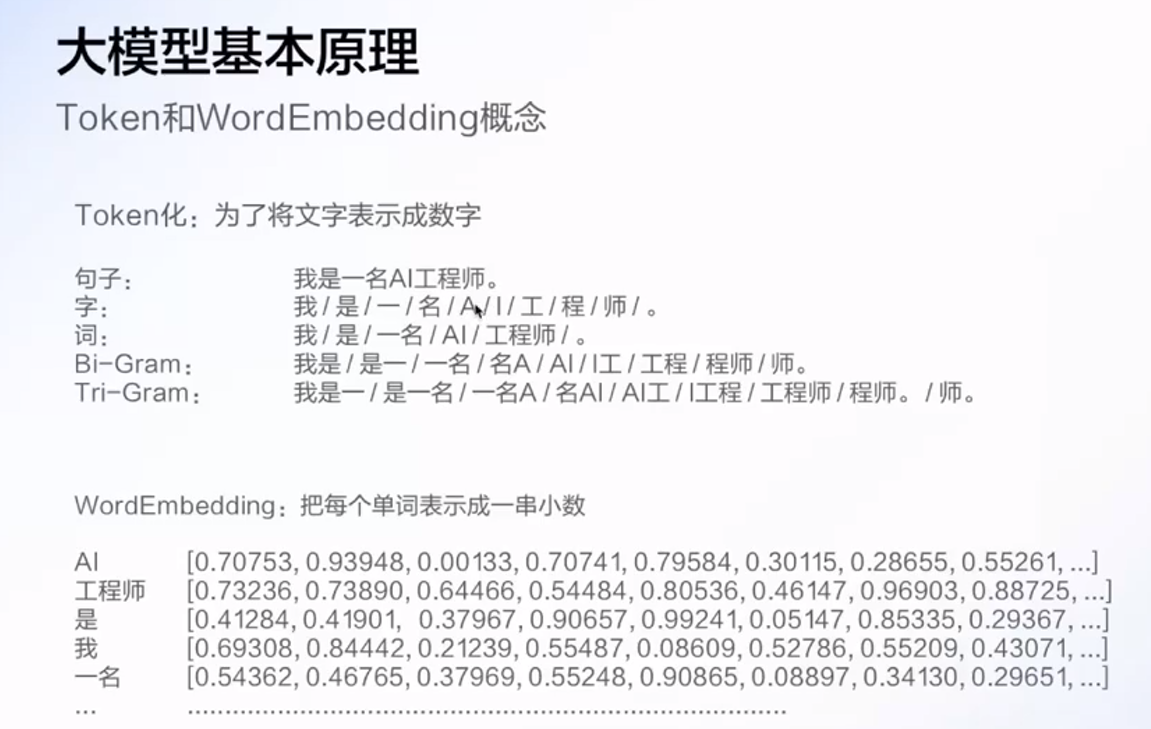 大模型基本原理
Token和WordEmbedding概念
Token化：为了将文字表示成数字
句子： 我是一名AI工程师。
字： 我 / 是 / 一 / 名 / A / I / 工 / 程 / 师 / 。
词： 我 / 是 / 一名 / AI / 工程师 / 。
Bi-Gram： 我是 / 是一 / 一名 / 名A / AI / I工 / 工程 / 程师 / 师。
Tri-Gram： 我是一 / 是一名 / 一名A / 名AI / AI工 / I工程 / 工程师 / 程师。 / 师。
WordEmbedding：把每个单词表示成一串小数
AI [0.70753, 0.93948, 0.00133, 0.70741, 0.79584, 0.30115, 0.28655, 0.55261, ...]
工程师 [0.73236, 0.73890, 0.64466, 0.54484, 0.80536, 0.46147, 0.96903, 0.88725, ...]
是 [0.41284, 0.41901, 0.37967, 0.90657, 0.99241, 0.05147, 0.85335, 0.29367, ...]
我 [0.69308, 0.84442, 0.21239, 0.55487, 0.08609, 0.52786, 0.55209, 0.43071, ...]
一名 [0.54362, 0.46765, 0.37969, 0.55248, 0.90865, 0.08897, 0.34130, 0.29651, ...]
... ................................................................................